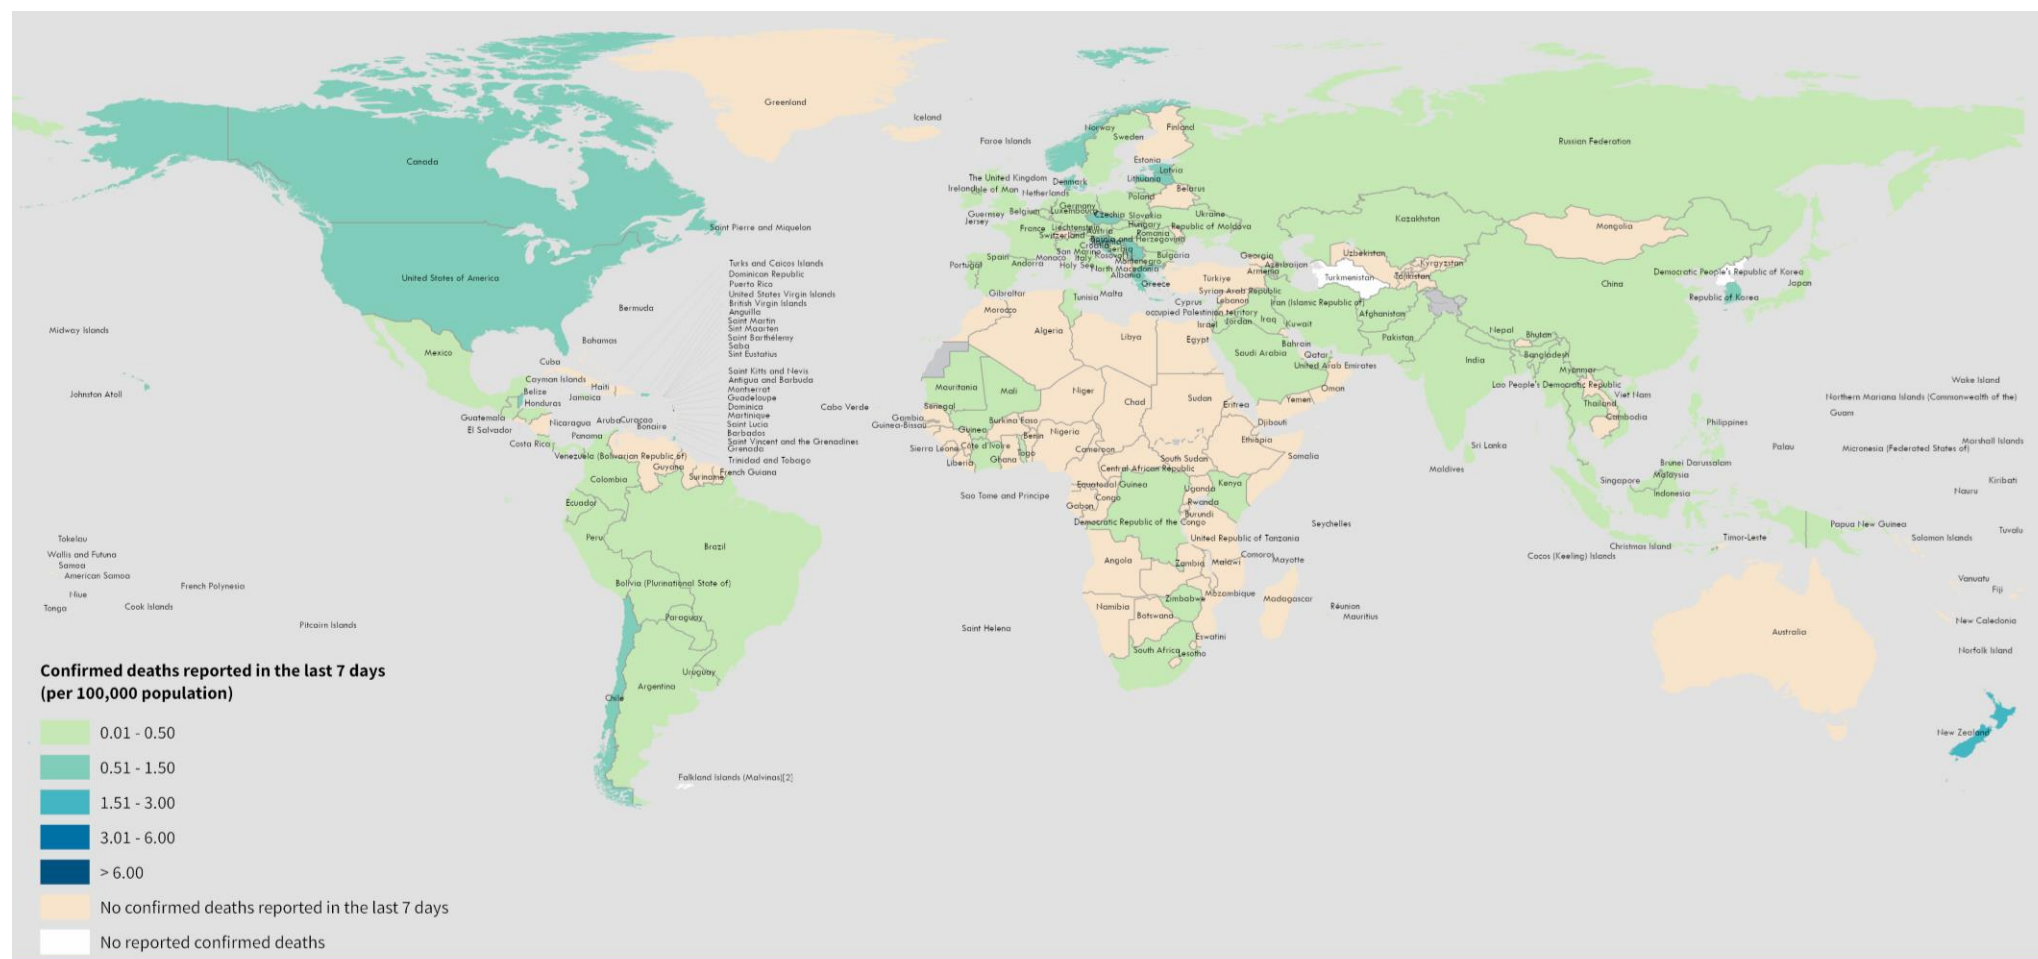 Greenland
Iceland
Faroe Islands
Norway
Sweden
Finland
Russian Federation
Canada
Estonia
Latvia
Lithuania
The United Kingdom
Denmark
Ireland
Isle of Man
Netherlands
Poland
Belarus
Germany
Guernsey
Belgium
Luxembourg
Czechia
Slovakia
Ukraine
Jersey
Hungary
Kazakhstan
Saint Pierre and Miquelon
France
Liechtenstein
Austria
Republic of Moldova
Mongolia
Switzerland
Romania
Bosnia and Herzegovina
Croatia
Serbia
San Marino
Italy
Kosovo[1]
Bulgaria
Georgia
Uzbekistan
Spain
Monaco
Montenegro
Portugal
Andorra
Holy See
North Macedonia
Armenia
Azerbaijan
Kyrgyzstan
Turks and Caicos Islands
Albania
Tajikistan
Democratic People's Republic of Korea
United States of America
Dominican Republic
Türkiye
Turkmenistan
Puerto Rico
Greece
China
Japan
United States Virgin Islands
Gibraltar
Tunisia
Malta
Syrian Arab Republic
Republic of Korea
British Virgin Islands
Cyprus
Lebanon
Iran (Islamic Republic of)
Bermuda
Anguilla
Morocco
occupied Palestinian territory
Afghanistan
Saint Martin
Israel
Jordan
Iraq
Kuwait
Midway Islands
Sint Maarten
Algeria
Libya
Egypt
Nepal
Bhutan
Saint Barthélemy
Pakistan
Bahamas
Saba
Bahrain
Mexico
Sint Eustatius
Saudi Arabia
Qatar
Bangladesh
Cuba
India
United Arab Emirates
Saint Kitts and Nevis
Myanmar
Cayman Islands
Haiti
Antigua and Barbuda
Mauritania
Mali
Niger
Oman
Lao People's Democratic Republic
Wake Island
Johnston Atoll
Belize
Jamaica
Montserrat
Chad
Sudan
Yemen
Viet Nam
Honduras
Guadeloupe
Cabo Verde
Senegal
Eritrea
Thailand
Northern Mariana Islands (Commonwealth of the)
Dominica
Guatemala
Martinique
Gambia
Burkina Faso
Djibouti
Cambodia
Philippines
Guam
Nicaragua
Aruba
Curaçao
Saint Lucia
Guinea-Bissau
El Salvador
Bonaire
Barbados
Guinea
Nigeria
Benin
Ethiopia
Panama
Saint Vincent and the Grenadines
Costa Rica
Grenada
Sierra Leone
Côte d'Ivoire
Togo
Cameroon
Sri Lanka
Palau
Micronesia (Federated States of)
Marshall Islands
Venezuela (Bolivarian Republic of)
Trinidad and Tobago
Liberia
Ghana
South Sudan
Somalia
Guyana
Central African Republic
Maldives
Brunei Darussalam
Colombia
Suriname
French Guiana
Equatorial Guinea
Uganda
Kenya
Singapore
Malaysia
Kiribati
Ecuador
Sao Tome and Principe
Congo
Gabon
Rwanda
Indonesia
Nauru
Burundi
Democratic Republic of the Congo
Seychelles
Papua New Guinea
Tuvalu
Tokelau
Peru
Brazil
United Republic of Tanzania
Christmas Island
Timor-Leste
Solomon Islands
Wallis and Futuna
Angola
Comoros
Mayotte
Cocos (Keeling) Islands
Samoa
Zambia
Malawi
American Samoa
Bolivia (Plurinational State of)
Vanuatu
French Polynesia
Niue
Zimbabwe
Mozambique
Madagascar
Fiji
Tonga
Cook Islands
Namibia
Botswana
Réunion
Paraguay
Mauritius
New Caledonia
Pitcairn Islands
Saint Helena
Eswatini
Australia
South Africa
Lesotho
Norfolk Island
Uruguay
Argentina
Chile
New Zealand
Falkland Islands (Malvinas)[2]
Confirmed deaths reported in the last 7 days
(per 100,000 population)
0.01 - 0.50
0.51 - 1.50
1.51 - 3.00
3.01 - 6.00
> 6.00
No confirmed deaths reported in the last 7 days
No reported confirmed deaths